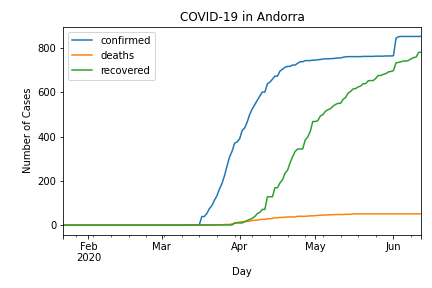 COVID-19 in Andorra
confirmed
deaths
recovered
Number of Cases
800
600
400
200
0
Feb
2020
Mar
Apr
May
Jun
Day